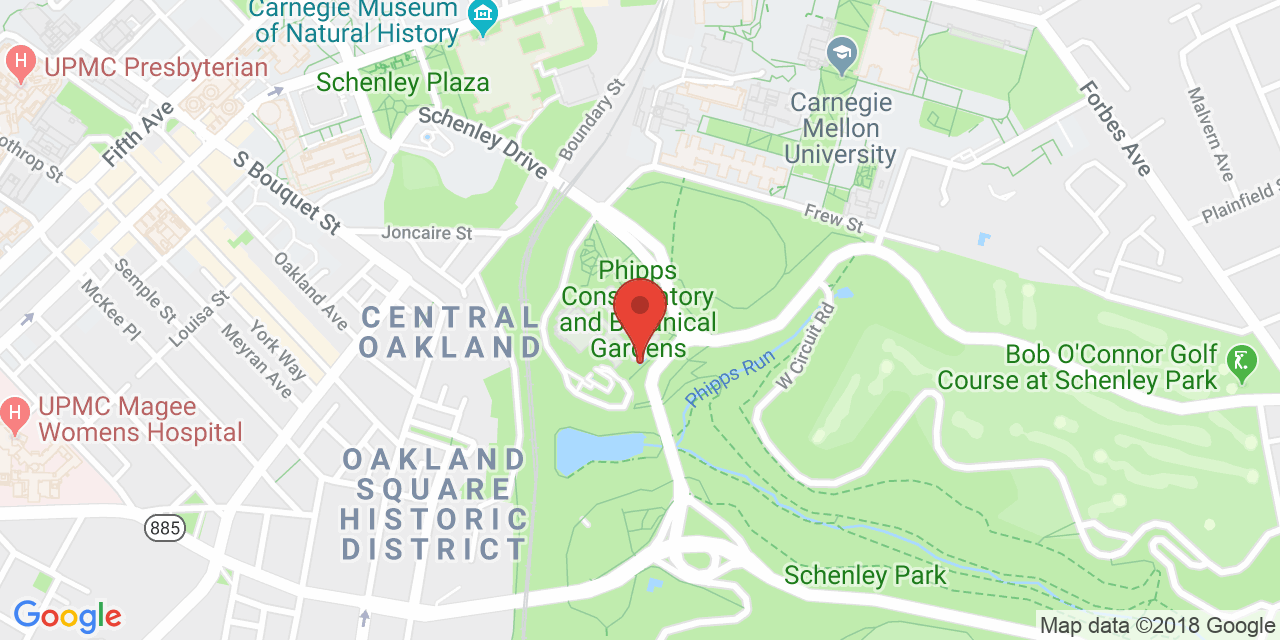 Carnegie Museum
of Natural History
H
UPMC Presbyterian
Schenley Plaza
Fifth Ave
Schenley Drive
Boundary St
Carnegie
Mellon
University
Forbes Ave
Malvern Ave
Plainfield S
othrop St
S Bouquet St
Joncaire St
Frew St
Semple St
McKee Pl
Louisa St
Oakland Ave
Meyran Ave
York Way
CENTRAL
OAKLAND
Phipps
Conservatory
and Botanical
Gardens
Phipps Run
W Circuit Rd
Bob O'Connor Golf
Course at Schenley Park
H
UPMC Magee
Womens Hospital
OAKLAND
SQUARE
HISTORIC
DISTRICT
885
Schenley Park
Google
Map data ©2018 Google